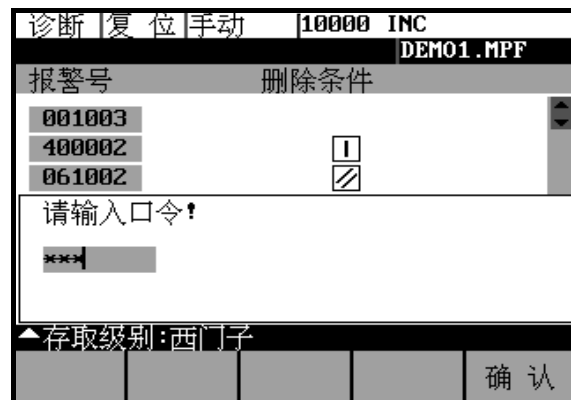 诊断 复 位 手动 10000 INC
DEMO1.MPF
报警号 删除条件
001003
400002
061002
请输入口令!
***
存取级别:西门子
确 认